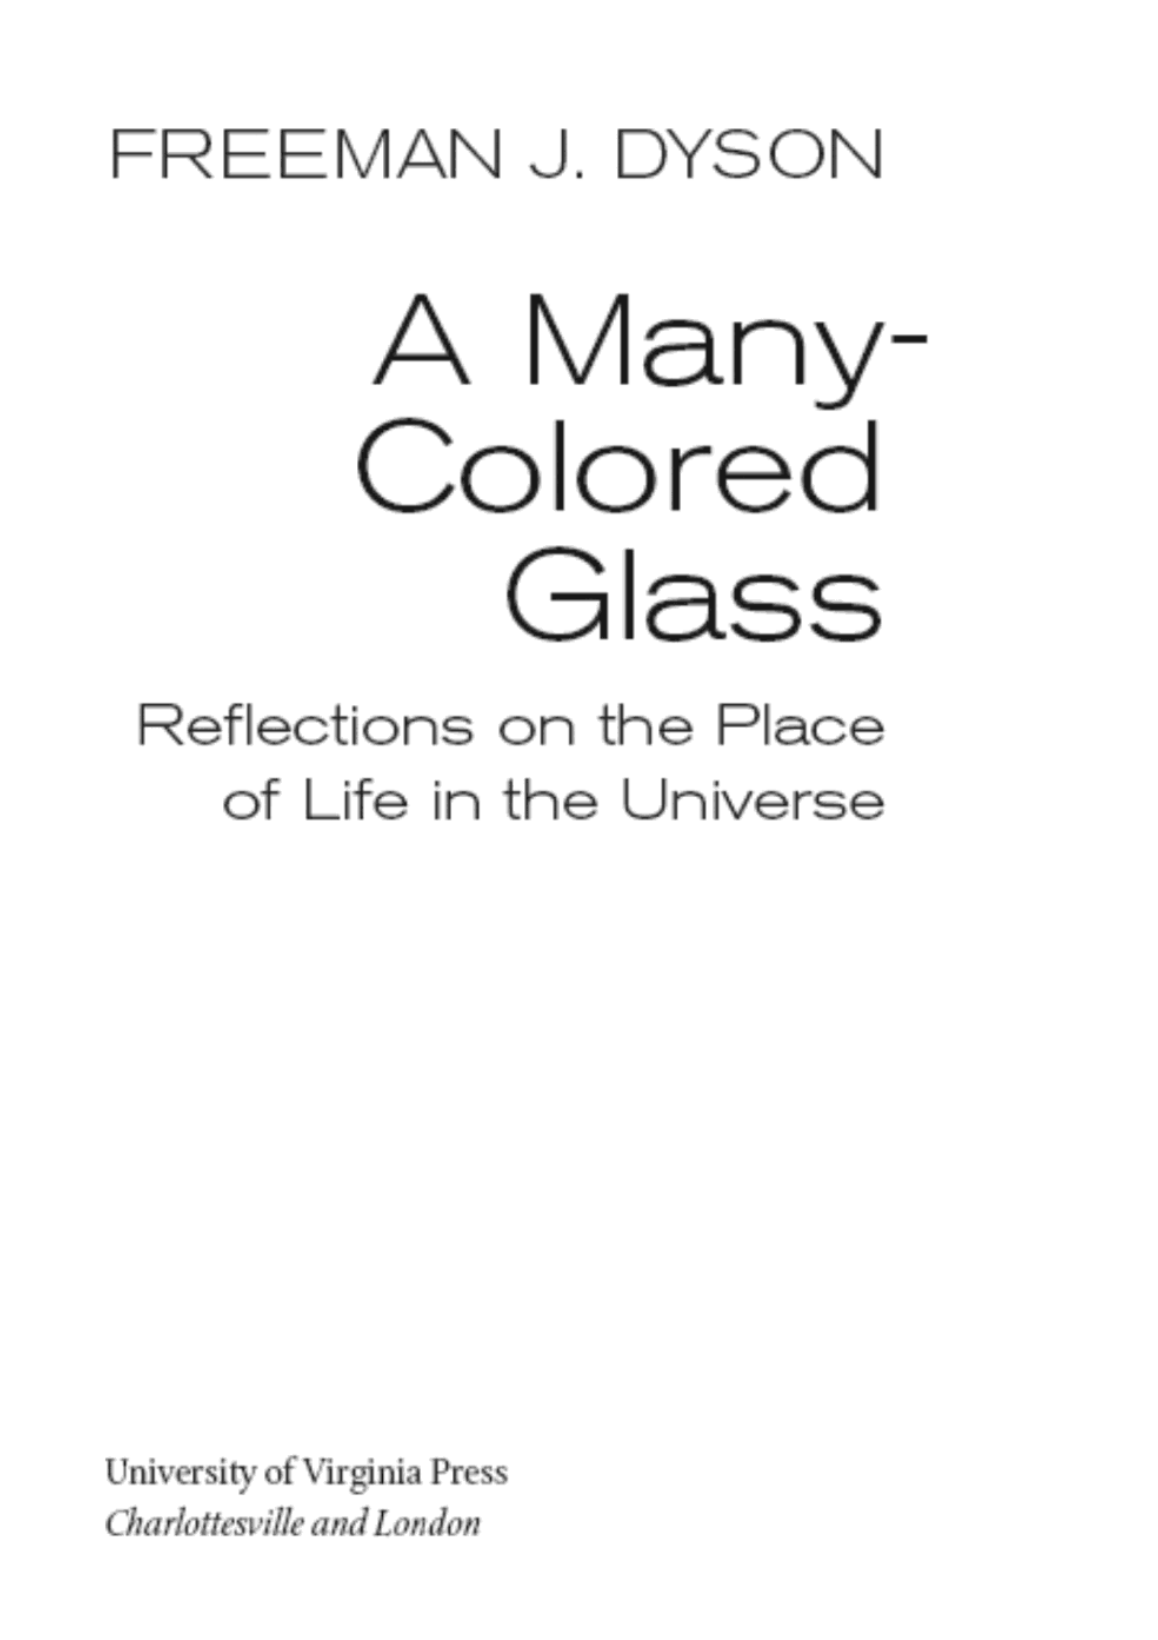 FREEMAN J. DYSON
A Many-
Colored
Glass
Reflections on the Place
of Life in the Universe
University of Virginia Press
Charlottesville and London